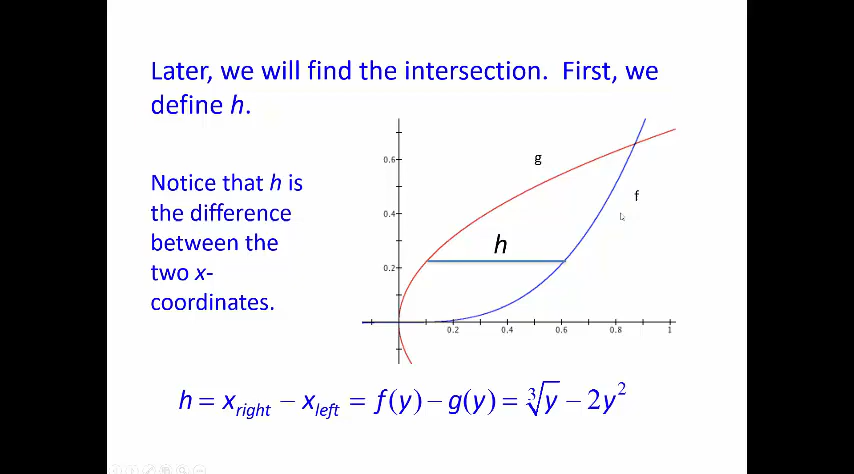 Later, we will find the intersection.  First, we
define h.
g
0.6
Notice that h is
f
the difference
0.4
between the
h
two x-
0.2
coordinates.
0.2 0.4 0.6 0.8 1
h = x_right − x_left = f(y) − g(y) = ∛y − 2y²